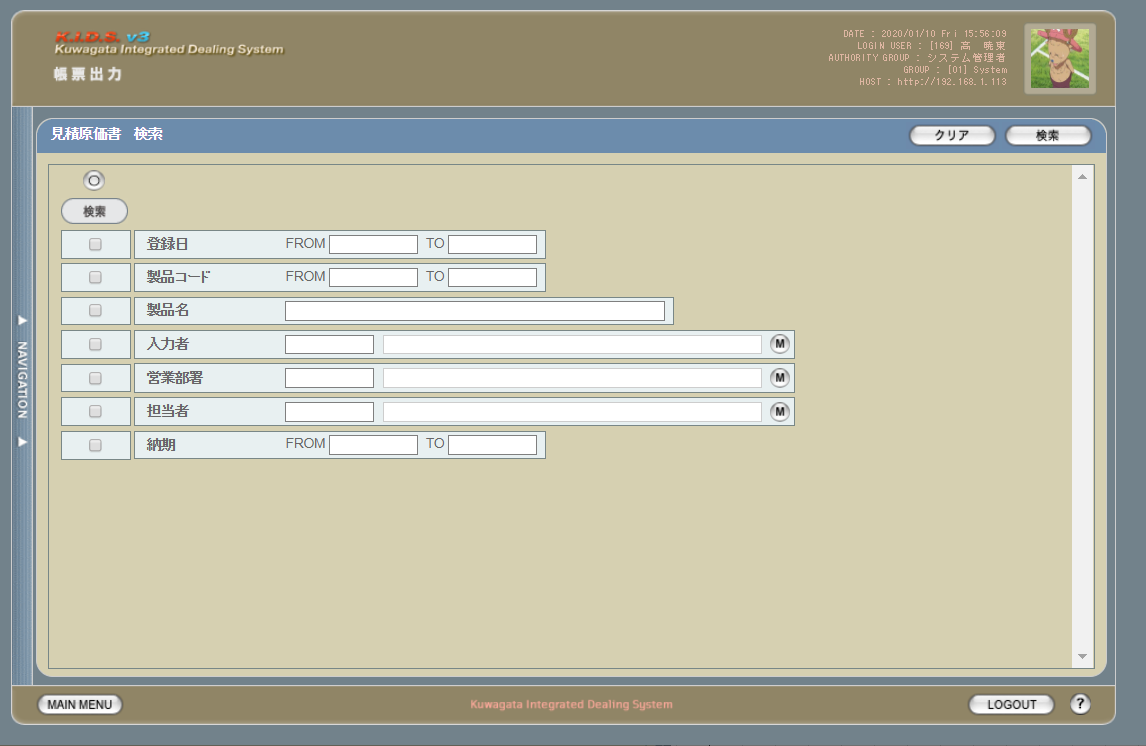 K.I.D.S. v3
Kuwagata Integrated Dealing System
帳票出力
DATE : 2020/01/10 Fri 15:56:09
LOGIN USER : [169] 高 暁東
AUTHORITY GROUP : システム管理者
GROUP : [01] System
HOST : http://192.168.1.113
見積原価書 検索
クリア
検索
検索
登録日 FROM TO
製品コード FROM TO
製品名
入力者 M
営業部署 M
担当者 M
納期 FROM TO
NAVIGATION
MAIN MENU
Kuwagata Integrated Dealing System
LOGOUT
?